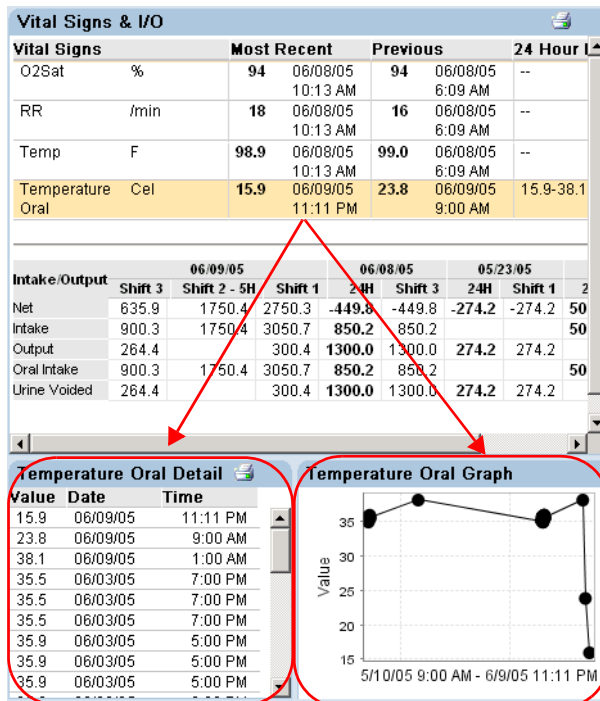 Vital Signs & I/O
Vital Signs Most Recent Previous 24 Hour
O2Sat % 94 06/08/05 94 06/08/05 --
10:13 AM 6:09 AM
RR /min 18 06/08/05 16 06/08/05 --
10:13 AM 6:09 AM
Temp F 98.9 06/08/05 99.0 06/08/05 --
10:13 AM 6:09 AM
Temperature Cel 15.9 06/09/05 23.8 06/09/05 15.9-38.1
Oral 11:11 PM 9:00 AM
06/09/05 06/08/05 05/23/05
Intake/Output Shift 3 Shift 2 - 5H Shift 1 24H Shift 3 24H Shift 1 2
Net 635.9 1750.4 2750.3 -449.8 -449.8 -274.2 -274.2 50
Intake 900.3 1750.4 3050.7 850.2 850.2 50
Output 264.4 300.4 1300.0 1300.0 274.2 274.2
Oral Intake 900.3 1750.4 3050.7 850.2 850.2 50
Urine Voided 264.4 300.4 1300.0 1300.0 274.2 274.2
Temperature Oral Detail
Value Date Time
15.9 06/09/05 11:11 PM
23.8 06/09/05 9:00 AM
38.1 06/09/05 1:00 AM
35.5 06/03/05 7:00 PM
35.5 06/03/05 7:00 PM
35.5 06/03/05 7:00 PM
35.9 06/03/05 5:00 PM
35.9 06/03/05 5:00 PM
35.9 06/03/05 5:00 PM
Temperature Oral Graph
Value
35
30
25
20
15
5/10/05 9:00 AM - 6/9/05 11:11 PM